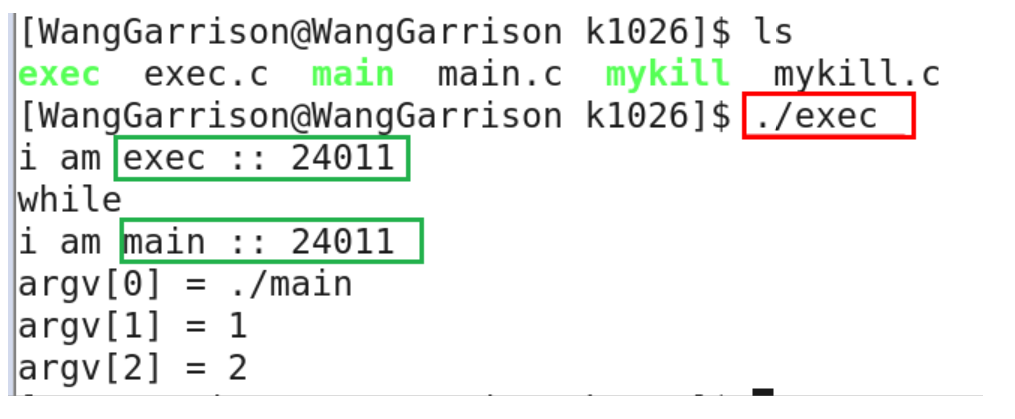 [WangGarrison@WangGarrison k1026]$ ls
exec  exec.c  main  main.c  mykill  mykill.c
[WangGarrison@WangGarrison k1026]$ ./exec
i am exec :: 24011
while
i am main :: 24011
argv[0] = ./main
argv[1] = 1
argv[2] = 2